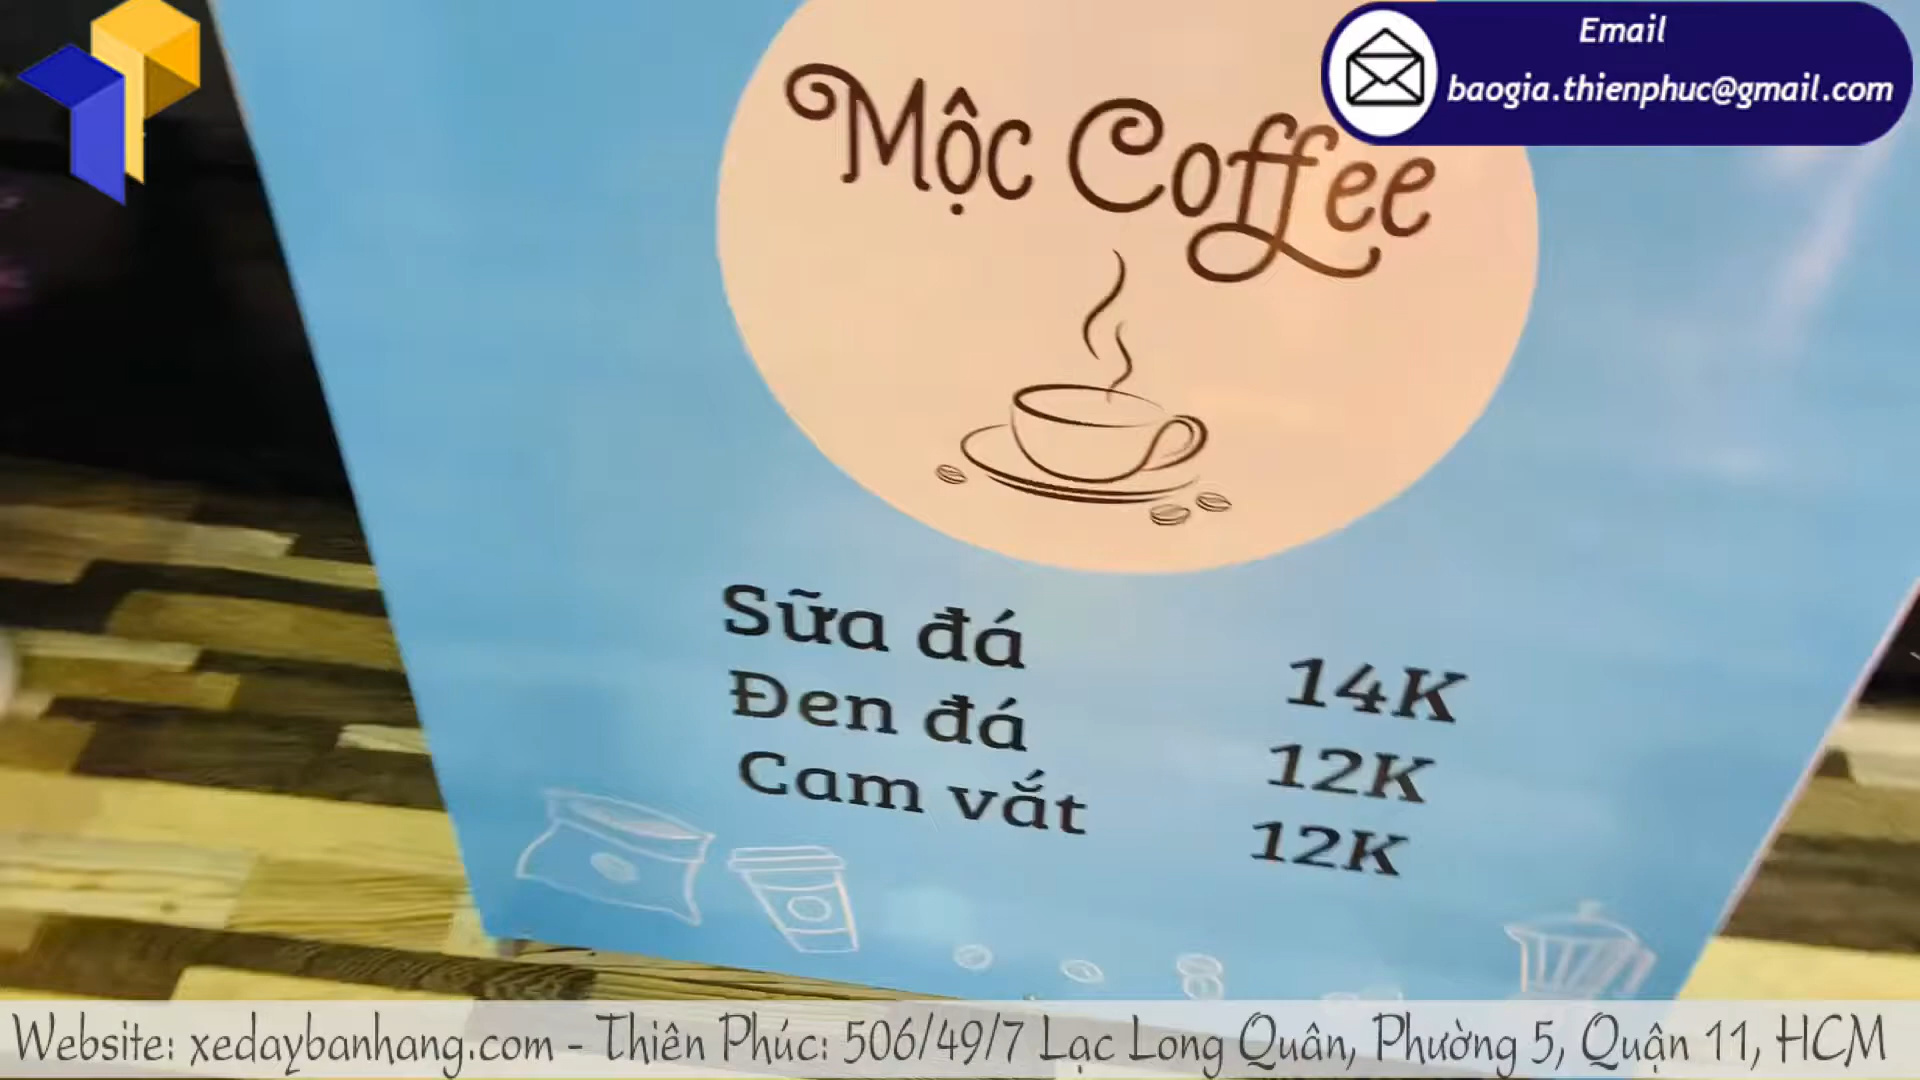 Email
baogia.thienphuc@gmail.com
Mộc Coffee
Sữa đá 14K
Đen đá 12K
Cam vắt 12K
Website: xedaybanhang.com - Thiên Phúc: 506/49/7 Lạc Long Quân, Phường 5, Quận 11, HCM